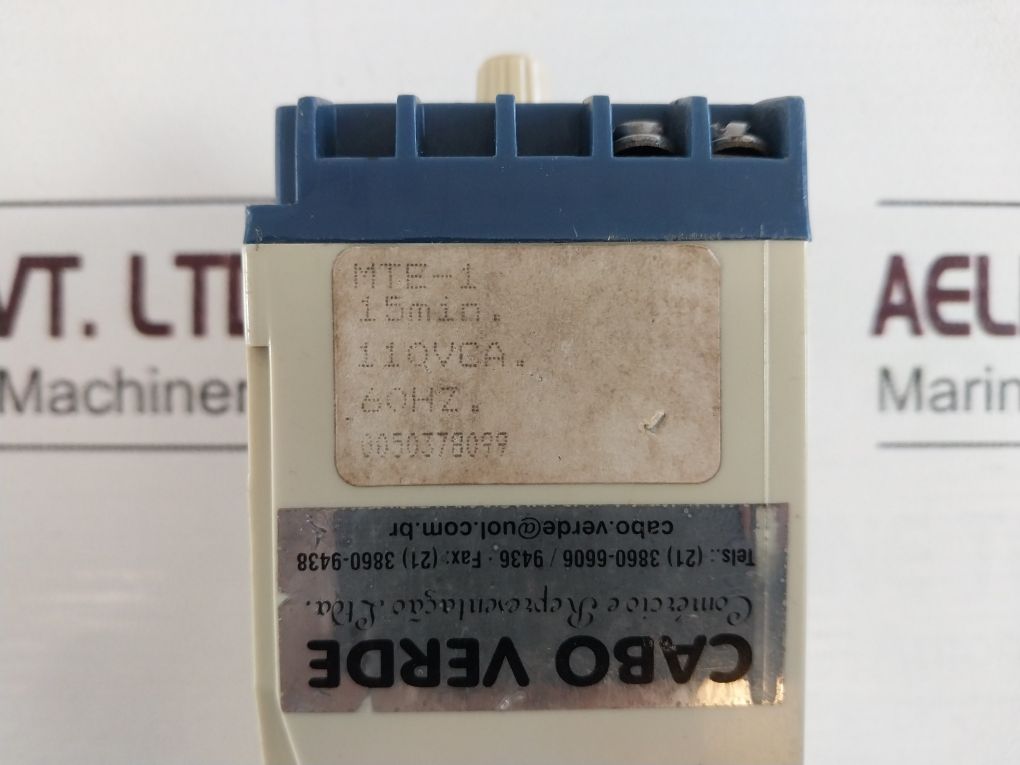 VT. LTD
Machiner
AEL
Marin
MTE-1
15min.
110VCA.
60HZ.
0050378099
CABO VERDE
Comércio e Representação Ltda.
Tels.: (21) 3860-6606 / 9436 - Fax: (21) 3860-9438
cabo.verde@uol.com.br